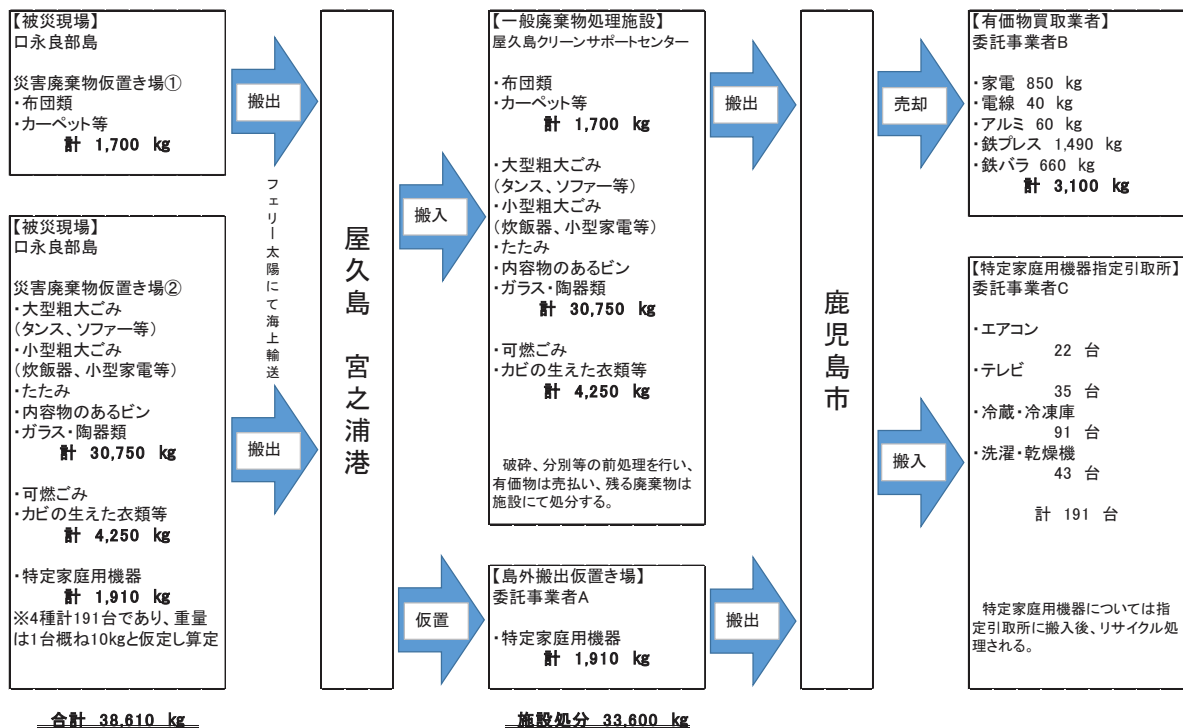 【被災現場】
口永良部島
災害廃棄物仮置き場①
・布団類
・カーペット等
計 1,700 kg
搬出
【被災現場】
口永良部島
災害廃棄物仮置き場②
・大型粗大ごみ
(タンス、ソファー等)
・小型粗大ごみ
(炊飯器、小型家電等)
・たたみ
・内容物のあるビン
・ガラス・陶器類
計 30,750 kg
・可燃ごみ
・カビの生えた衣類等
計 4,250 kg
・特定家庭用機器
計 1,910 kg
※4種計191台であり、重量
は1台概ね10kgと仮定し算定
搬出
フェリー太陽にて海上輸送
屋久島 宮之浦港
搬入
仮置
【一般廃棄物処理施設】
屋久島クリーンサポートセンター
・布団類
・カーペット等
計 1,700 kg
・大型粗大ごみ
(タンス、ソファー等)
・小型粗大ごみ
(炊飯器、小型家電等)
・たたみ
・内容物のあるビン
・ガラス・陶器類
計 30,750 kg
・可燃ごみ
・カビの生えた衣類等
計 4,250 kg
破砕、分別等の前処理を行い、
有価物は売払い、残る廃棄物は
施設にて処分する。
【島外搬出仮置き場】
委託事業者A
・特定家庭用機器
計 1,910 kg
搬出
搬出
鹿児島市
売却
搬入
【有価物買取業者】
委託事業者B
・家電 850 kg
・電線 40 kg
・アルミ 60 kg
・鉄プレス 1,490 kg
・鉄バラ 660 kg
計 3,100 kg
【特定家庭用機器指定引取所】
委託事業者C
・エアコン
22 台
・テレビ
35 台
・冷蔵・冷凍庫
91 台
・洗濯・乾燥機
43 台
計 191 台
特定家庭用機器については指
定引取所に搬入後、リサイクル処
理される。
合計 38,610 kg
施設処分 33,600 kg